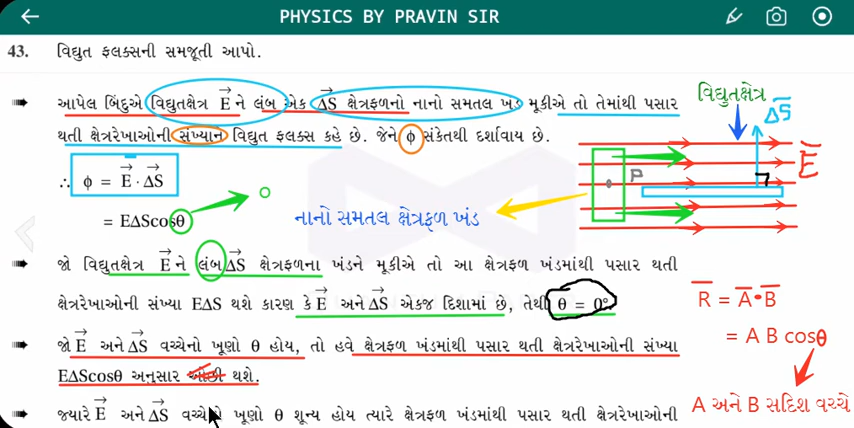 PHYSICS BY PRAVIN SIR
43. વિદ્યુત ફલક્સની સમજૂતી આપો.
આપેલ બિંદુએ વિદ્યુતક્ષેત્ર E⃗ ને લંબ એક ΔS⃗ ક્ષેત્રફળનો નાનો સમતલ ખંડ મૂકીએ તો તેમાંથી પસાર
થતી ક્ષેત્રરેખાઓની સંખ્યાને વિદ્યુત ફલક્સ કહે છે. જેને ϕ સંકેતથી દર્શાવાય છે.
∴ ϕ = E⃗ · ΔS⃗
= EΔScosθ
o
નાનો સમતલ ક્ષેત્રફળ ખંડ
વિદ્યુતક્ષેત્ર
ΔS̅
E̅
P
જો વિદ્યુતક્ષેત્ર E⃗ ને લંબ ΔS⃗ ક્ષેત્રફળના ખંડને મૂકીએ તો આ ક્ષેત્રફળ ખંડમાંથી પસાર થતી
ક્ષેત્રરેખાઓની સંખ્યા EΔS થશે કારણ કે E⃗ અને ΔS⃗ એકજ દિશામાં છે, તેથી θ = 0°
જો E⃗ અને ΔS⃗ વચ્ચેનો ખૂણો θ હોય, તો હવે ક્ષેત્રફળ ખંડમાંથી પસાર થતી ક્ષેત્રરેખાઓની સંખ્યા
EΔScosθ અનુસાર ઓછી થશે.
જ્યારે E⃗ અને ΔS⃗ વચ્ચેનો ખૂણો θ શૂન્ય હોય ત્યારે ક્ષેત્રફળ ખંડમાંથી પસાર થતી ક્ષેત્રરેખાઓની
R̅ = A̅ • B̅
= A B cosθ
A અને B સદિશ વચ્ચે